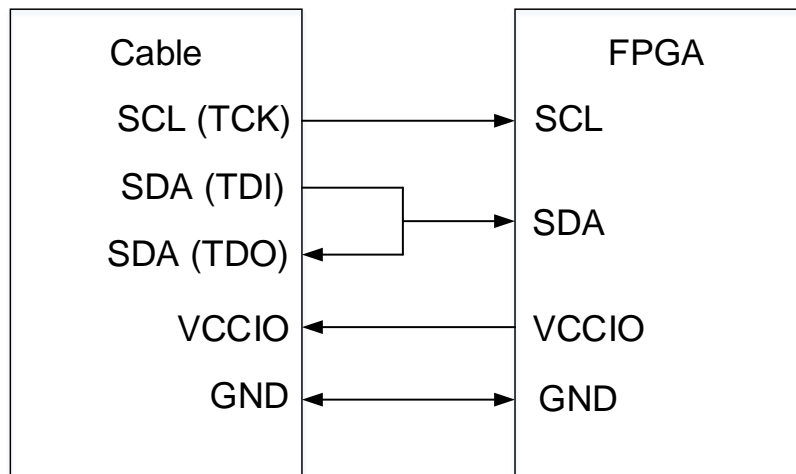 Cable
SCL (TCK)
SDA (TDI)
SDA (TDO)
VCCIO
GND
FPGA
SCL
SDA
VCCIO
GND